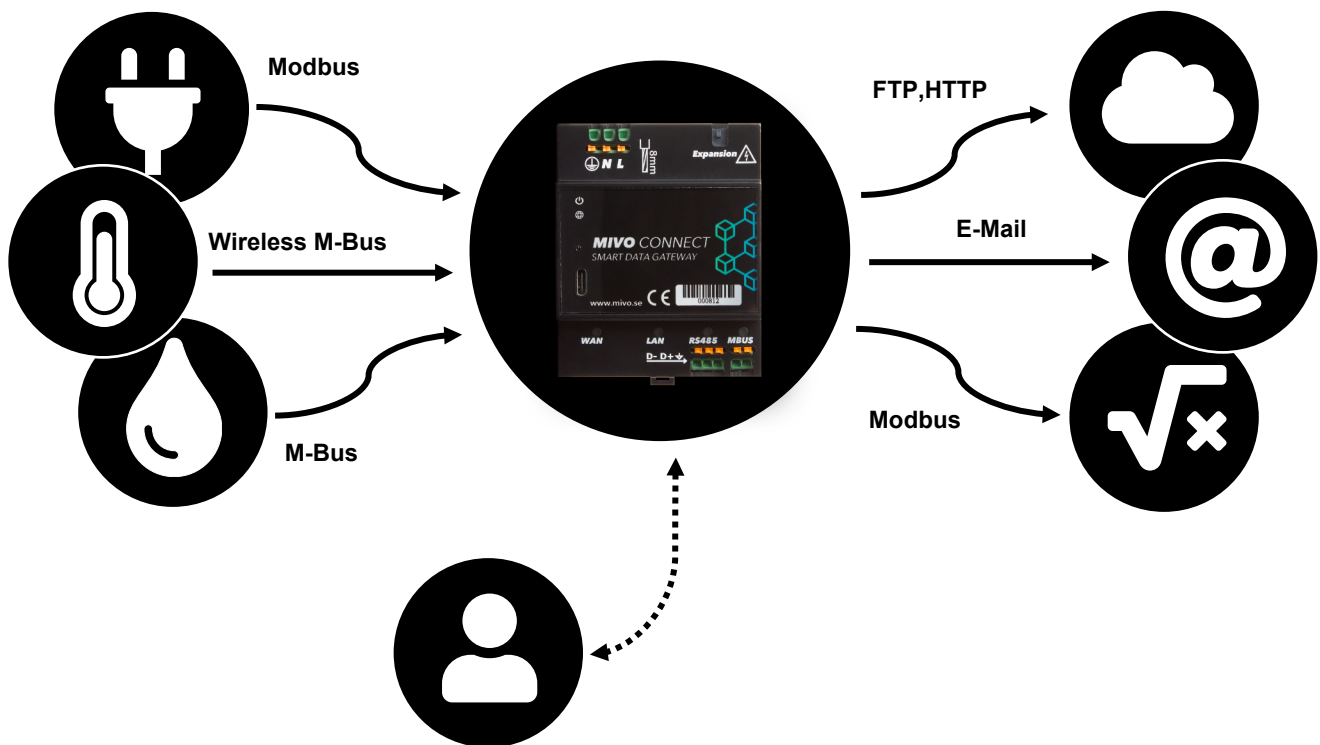 Modbus
Wireless M-Bus
M-Bus
N L
8mm
Expansion
MIVO CONNECT
SMART DATA GATEWAY
www.mivo.se CE
000812
WAN LAN RS485 MBUS
D- D+
FTP,HTTP
E-Mail
@
Modbus